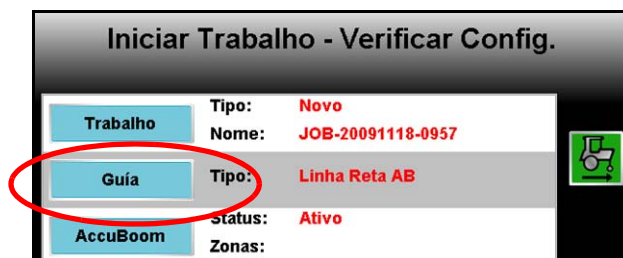 Iniciar Trabalho - Verificar Config.
Trabalho
Tipo: Novo
Nome: JOB-20091118-0957
Guía
Tipo: Linha Reta AB
AccuBoom
Status: Ativo
Zonas: